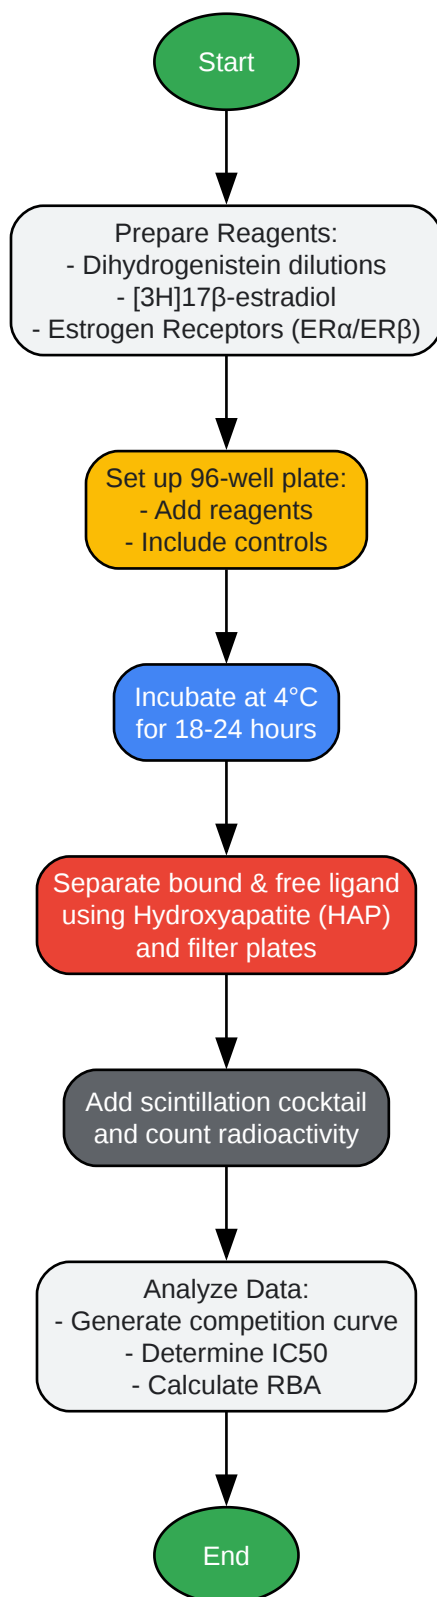 Start
Prepare Reagents:
- Dihydrogenistein dilutions
- [3H]17β-estradiol
- Estrogen Receptors (ERα/ERβ)
Set up 96-well plate:
- Add reagents
- Include controls
Incubate at 4°C
for 18-24 hours
Separate bound & free ligand
using Hydroxyapatite (HAP)
and filter plates
Add scintillation cocktail
and count radioactivity
Analyze Data:
- Generate competition curve
- Determine IC50
- Calculate RBA
End